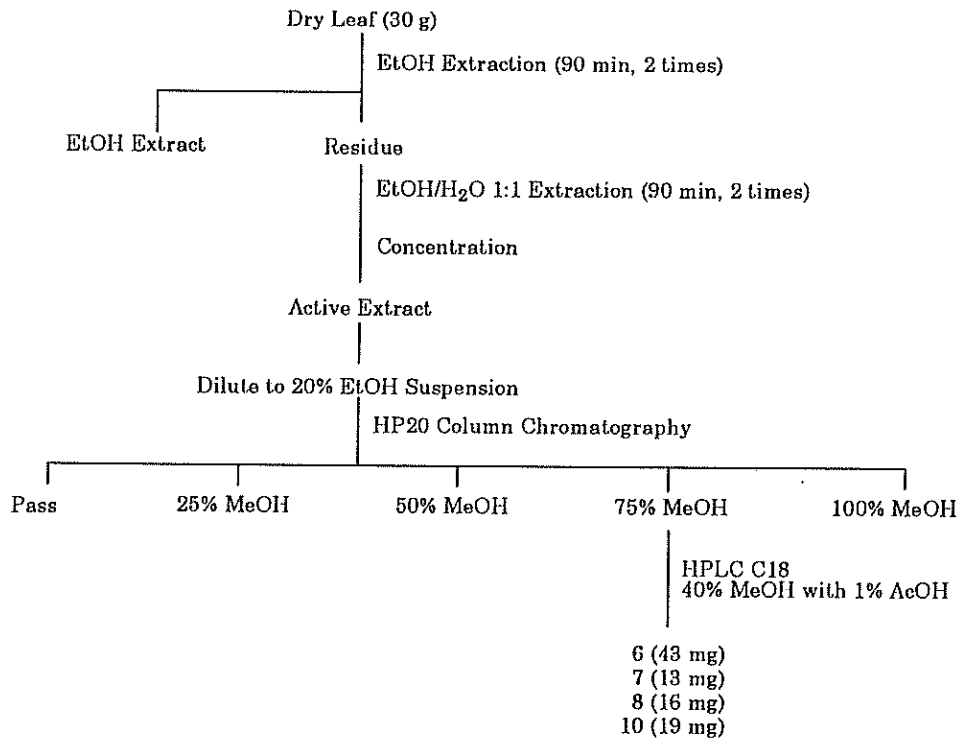 Dry Leaf (30 g)
EtOH Extraction (90 min, 2 times)
EtOH Extract
Residue
EtOH/H₂O 1:1 Extraction (90 min, 2 times)
Concentration
Active Extract
Dilute to 20% EtOH Suspension
HP20 Column Chromatography
Pass
25% MeOH
50% MeOH
75% MeOH
100% MeOH
HPLC C18
40% MeOH with 1% AcOH
6 (43 mg)
7 (13 mg)
8 (16 mg)
10 (19 mg)